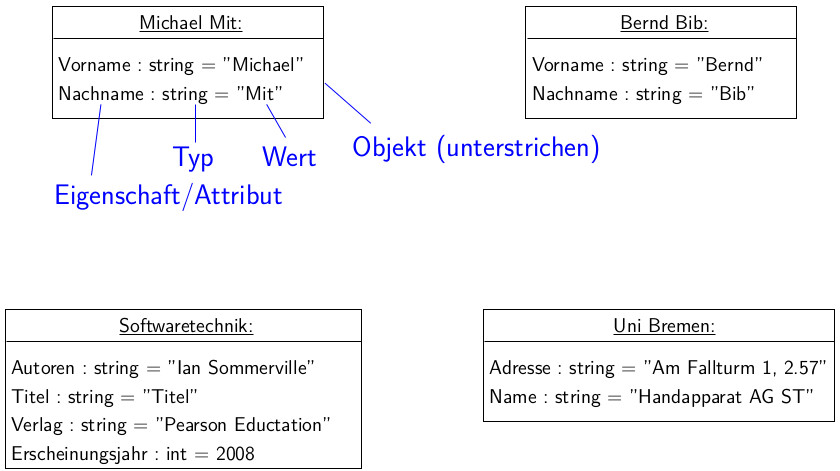 Michael Mit:
Vorname : string = "Michael"
Nachname : string = "Mit"
Bernd Bib:
Vorname : string = "Bernd"
Nachname : string = "Bib"
Objekt (unterstrichen)
Typ
Wert
Eigenschaft/Attribut
Softwaretechnik:
Autoren : string = "Ian Sommerville"
Titel : string = "Titel"
Verlag : string = "Pearson Eductation"
Erscheinungsjahr : int = 2008
Uni Bremen:
Adresse : string = "Am Fallturm 1, 2.57"
Name : string = "Handapparat AG ST"